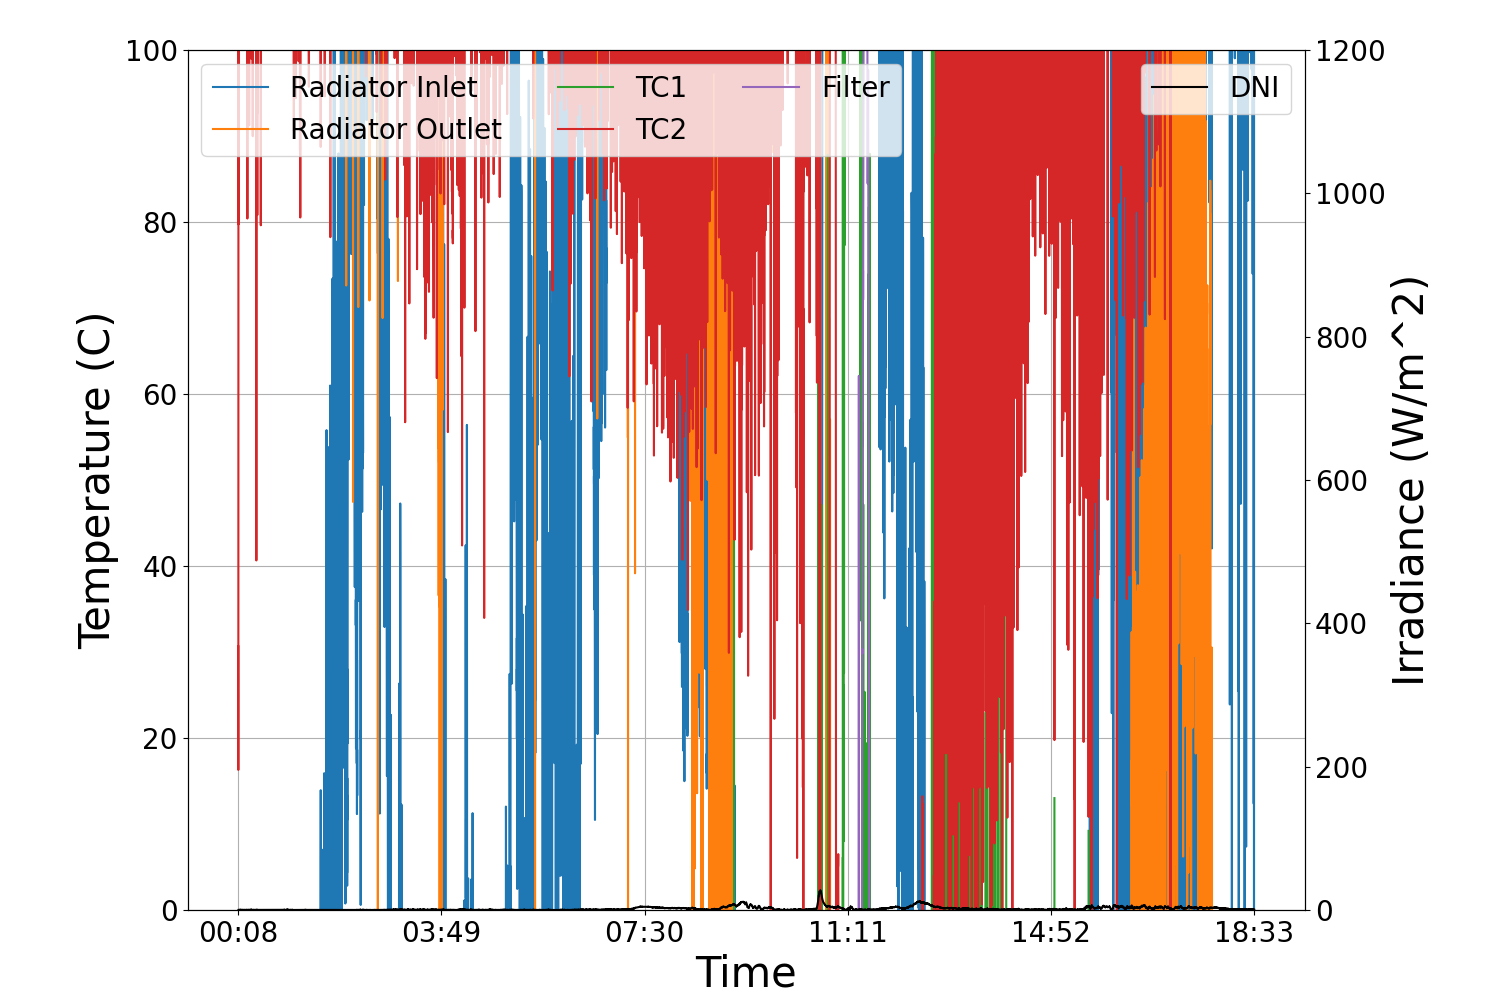 100
80
60
40
20
0
Temperature (C)
Radiator Inlet
Radiator Outlet
TC1
TC2
Filter
DNI
1200
1000
800
600
400
200
0
Irradiance (W/m^2)
00:08 03:49 07:30 11:11 14:52 18:33
Time